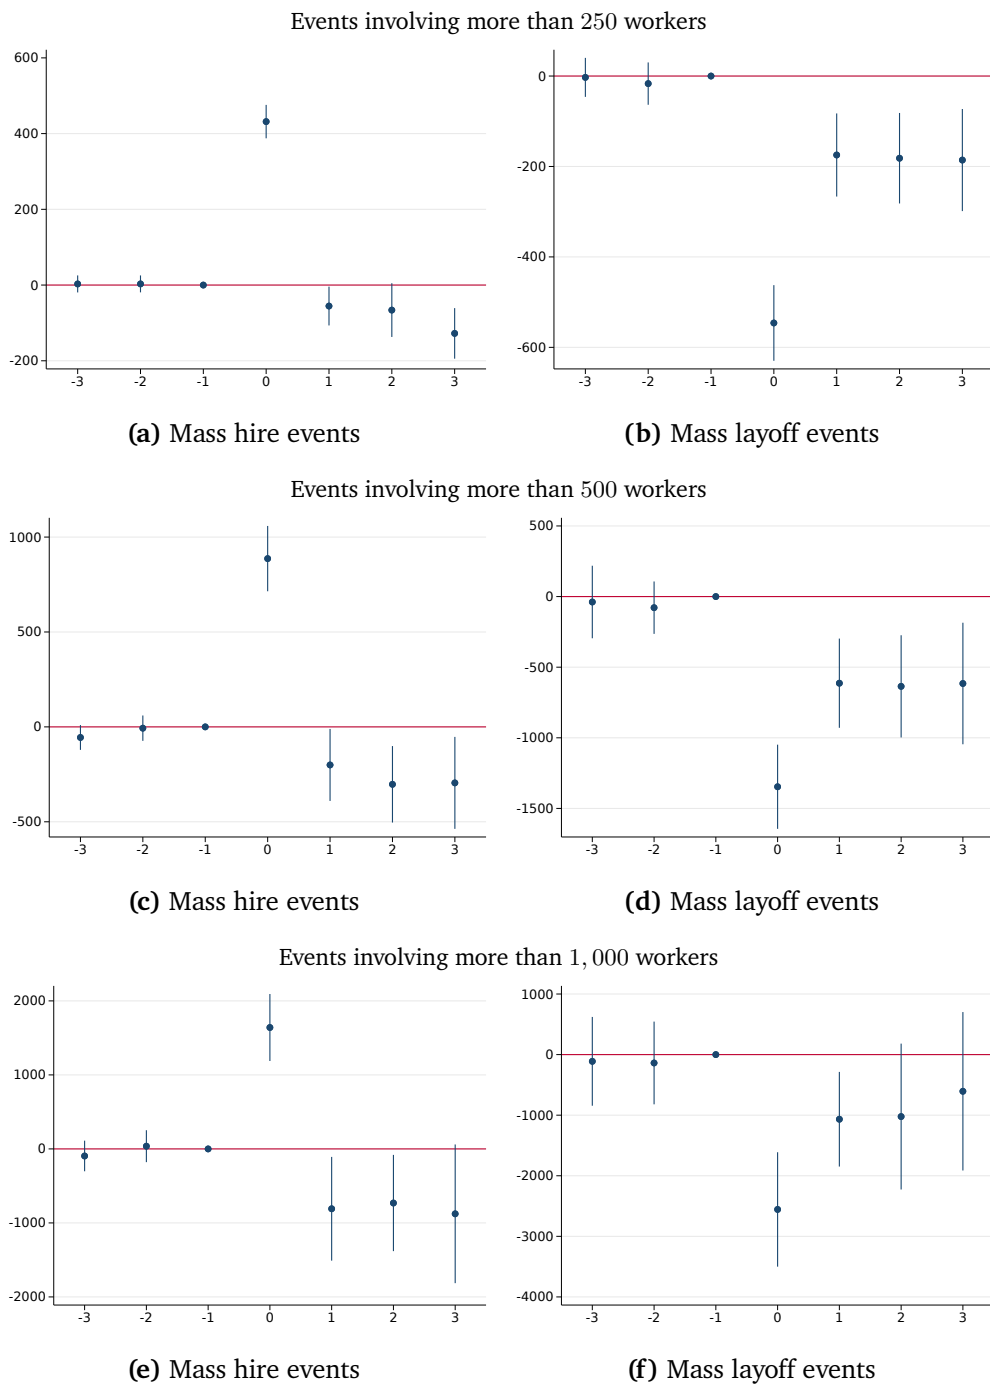 Events involving more than 250 workers
600
400
200
0
-200
-3 -2 -1 0 1 2 3
0
-200
-400
-600
-3 -2 -1 0 1 2 3
(a) Mass hire events
(b) Mass layoff events
Events involving more than 500 workers
1000
500
0
-500
-3 -2 -1 0 1 2 3
500
0
-500
-1000
-1500
-3 -2 -1 0 1 2 3
(c) Mass hire events
(d) Mass layoff events
Events involving more than 1, 000 workers
2000
1000
0
-1000
-2000
-3 -2 -1 0 1 2 3
1000
0
-1000
-2000
-3000
-4000
-3 -2 -1 0 1 2 3
(e) Mass hire events
(f) Mass layoff events